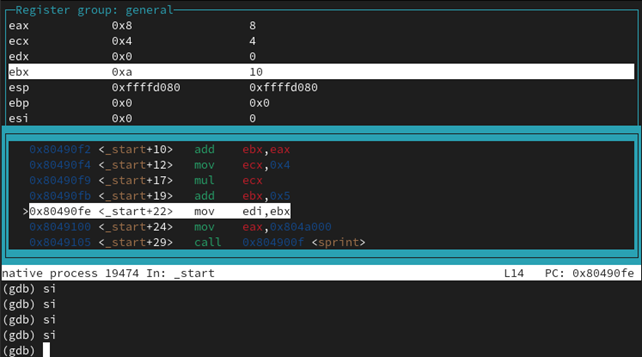 Register group: general
eax 0x8 8
ecx 0x4 4
edx 0x0 0
ebx 0xa 10
esp 0xffffd080 0xffffd080
ebp 0x0 0x0
esi 0x0 0
0x80490f2 <_start+10> add ebx,eax
0x80490f4 <_start+12> mov ecx,0x4
0x80490f9 <_start+17> mul ecx
0x80490fb <_start+19> add ebx,0x5
>0x80490fe <_start+22> mov edi,ebx
0x8049100 <_start+24> mov eax,0x804a000
0x8049105 <_start+29> call 0x804900f <sprint>
native process 19474 In: _start L14 PC: 0x80490fe
(gdb) si
(gdb) si
(gdb) si
(gdb) si
(gdb)